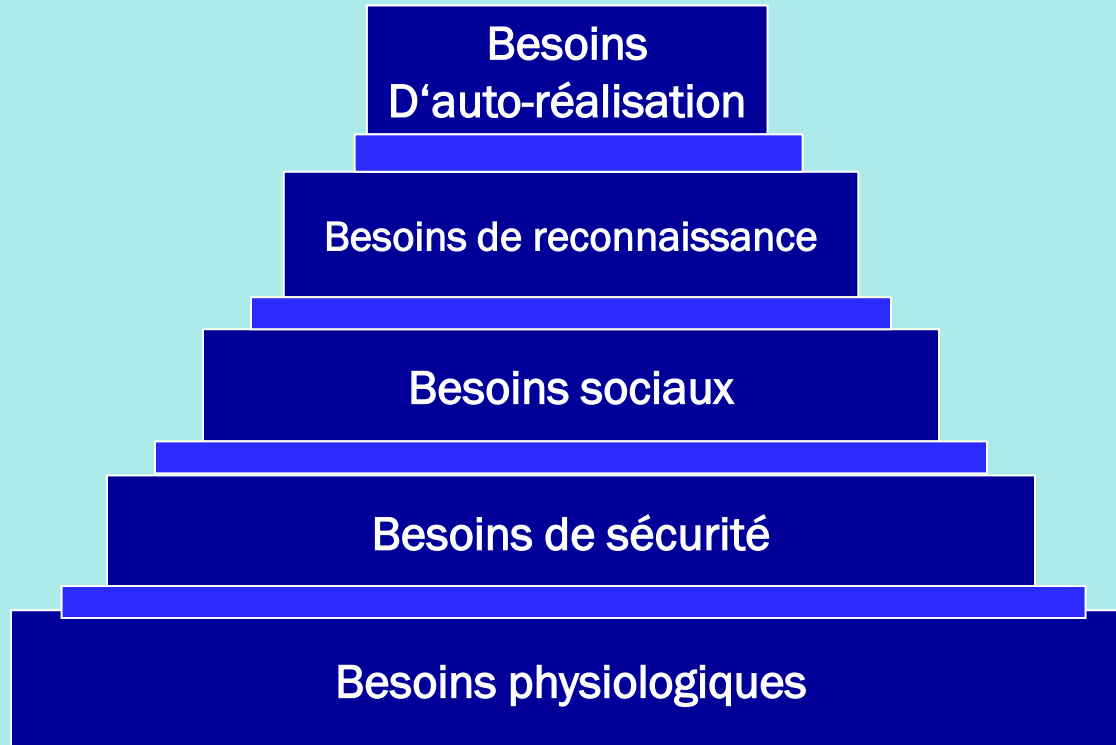 Besoins
D‘auto-réalisation
Besoins de reconnaissance
Besoins sociaux
Besoins de sécurité
Besoins physiologiques